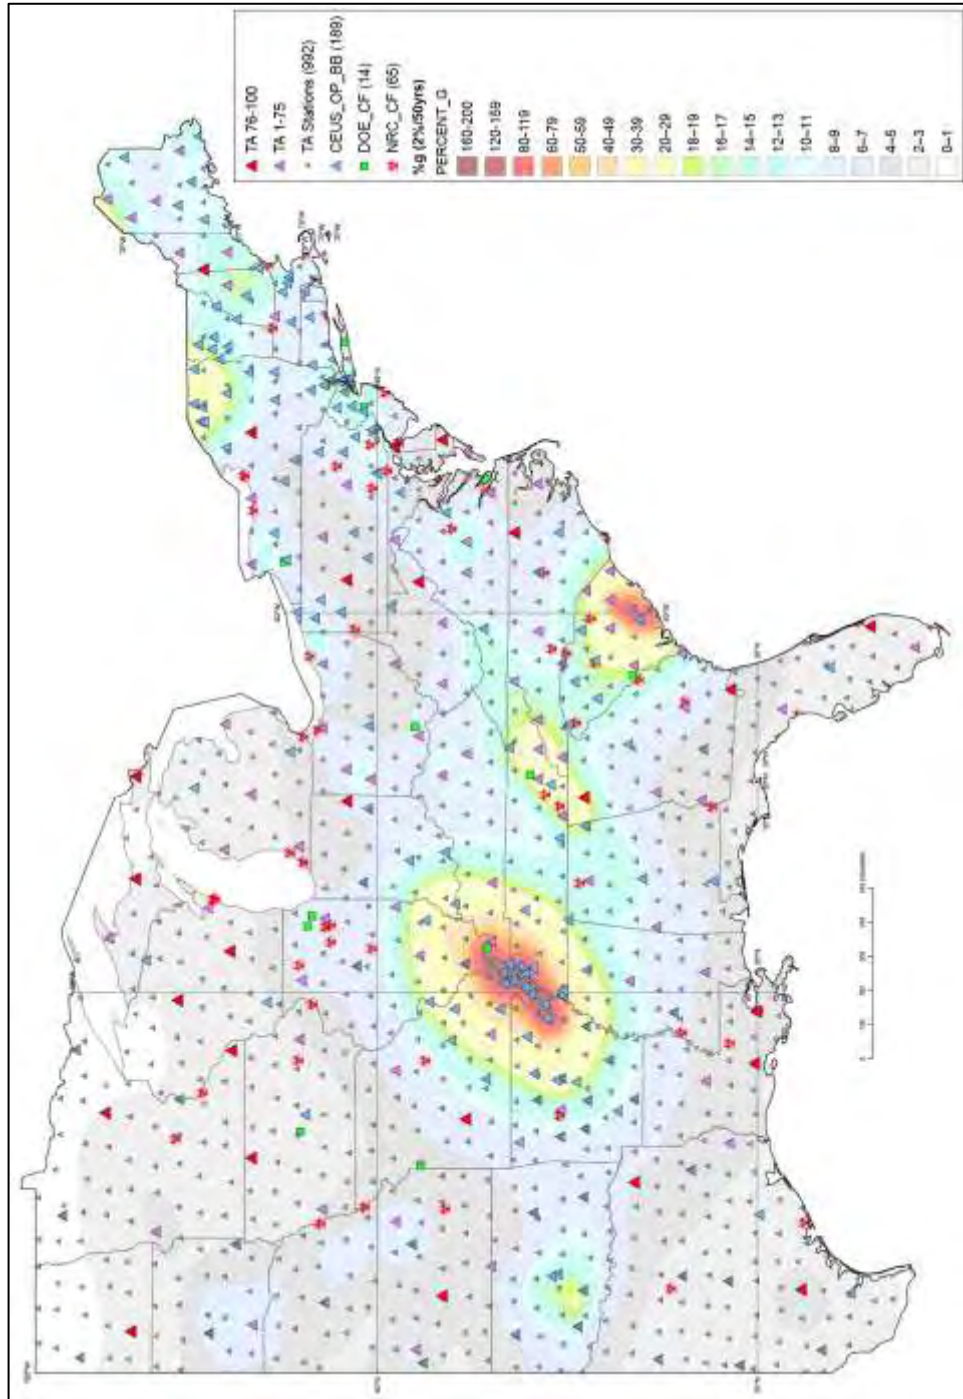 TA 76-100
TA 1-75
TA Stations (992)
CEUS_OP_BB (189)
DOE_CF (14)
NRC_CF (65)
%g (2%/50yrs)
PERCENT_G
160-200
120-159
80-119
60-79
50-59
40-49
30-39
20-29
18-19
16-17
14-15
12-13
10-11
8-9
6-7
4-5
2-3
0-1